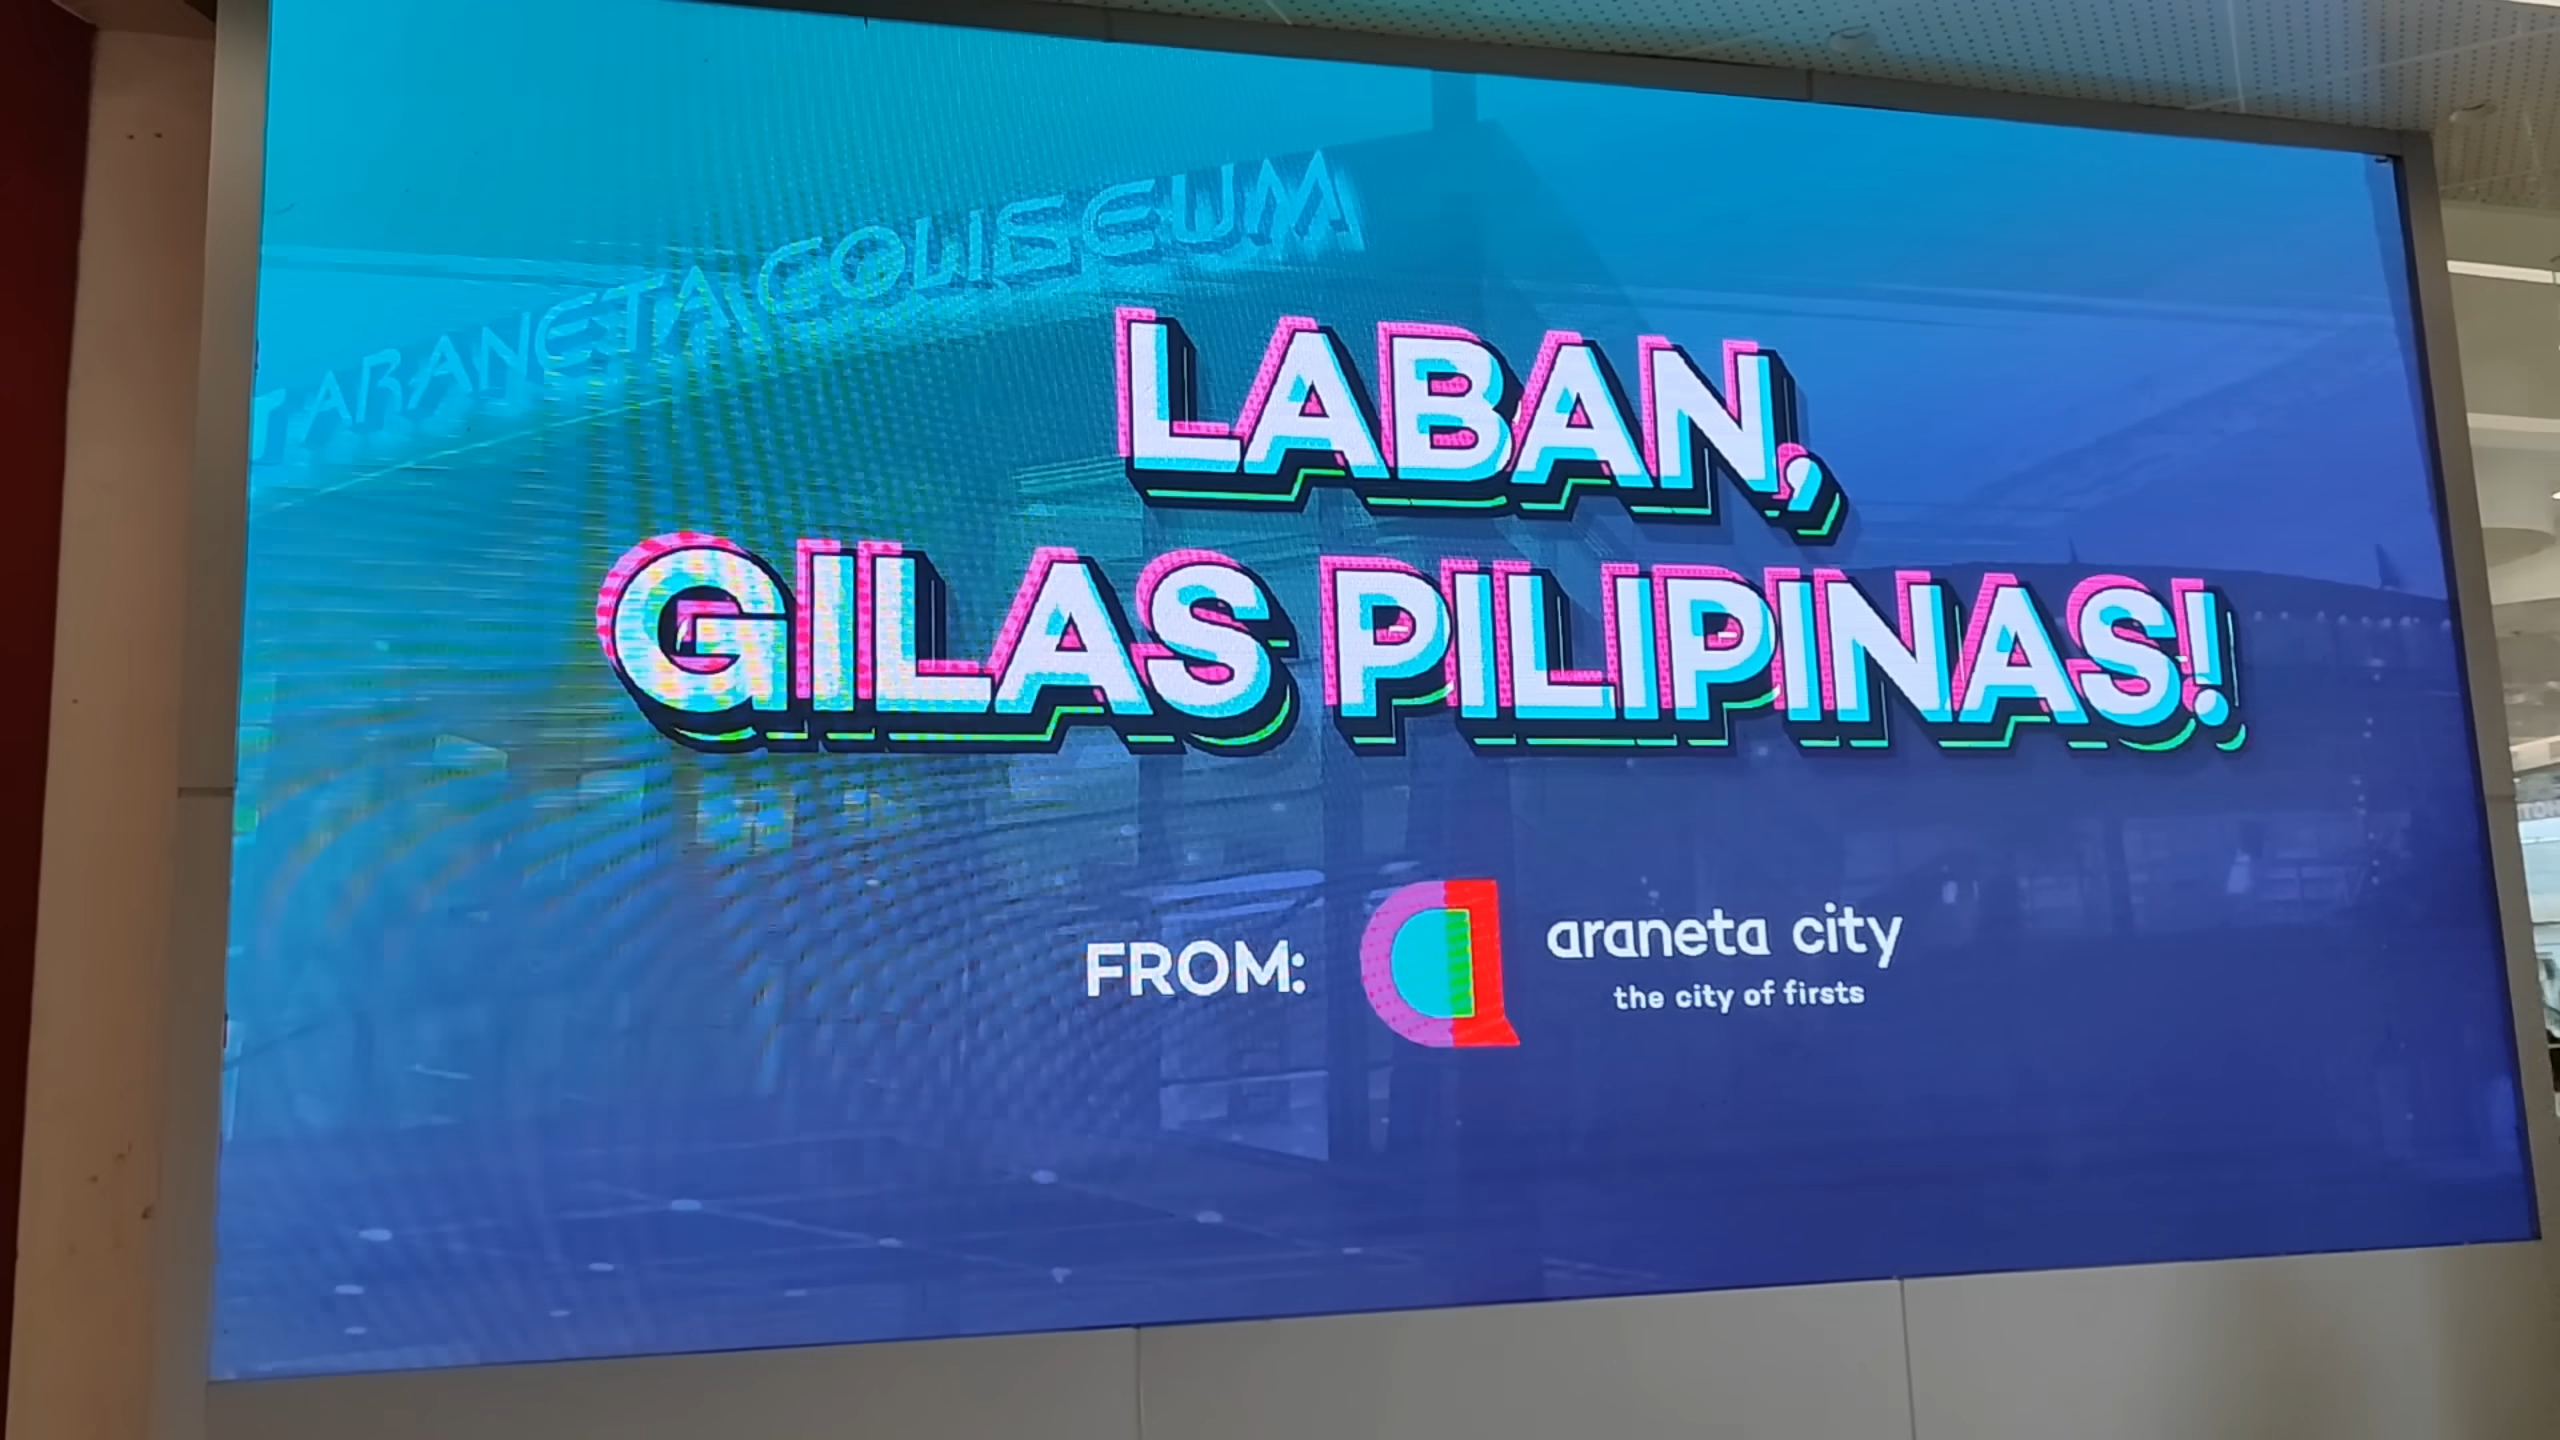 ARANETA COLISEUM
LABAN,
GILAS PILIPINAS!
FROM:
araneta city
the city of firsts